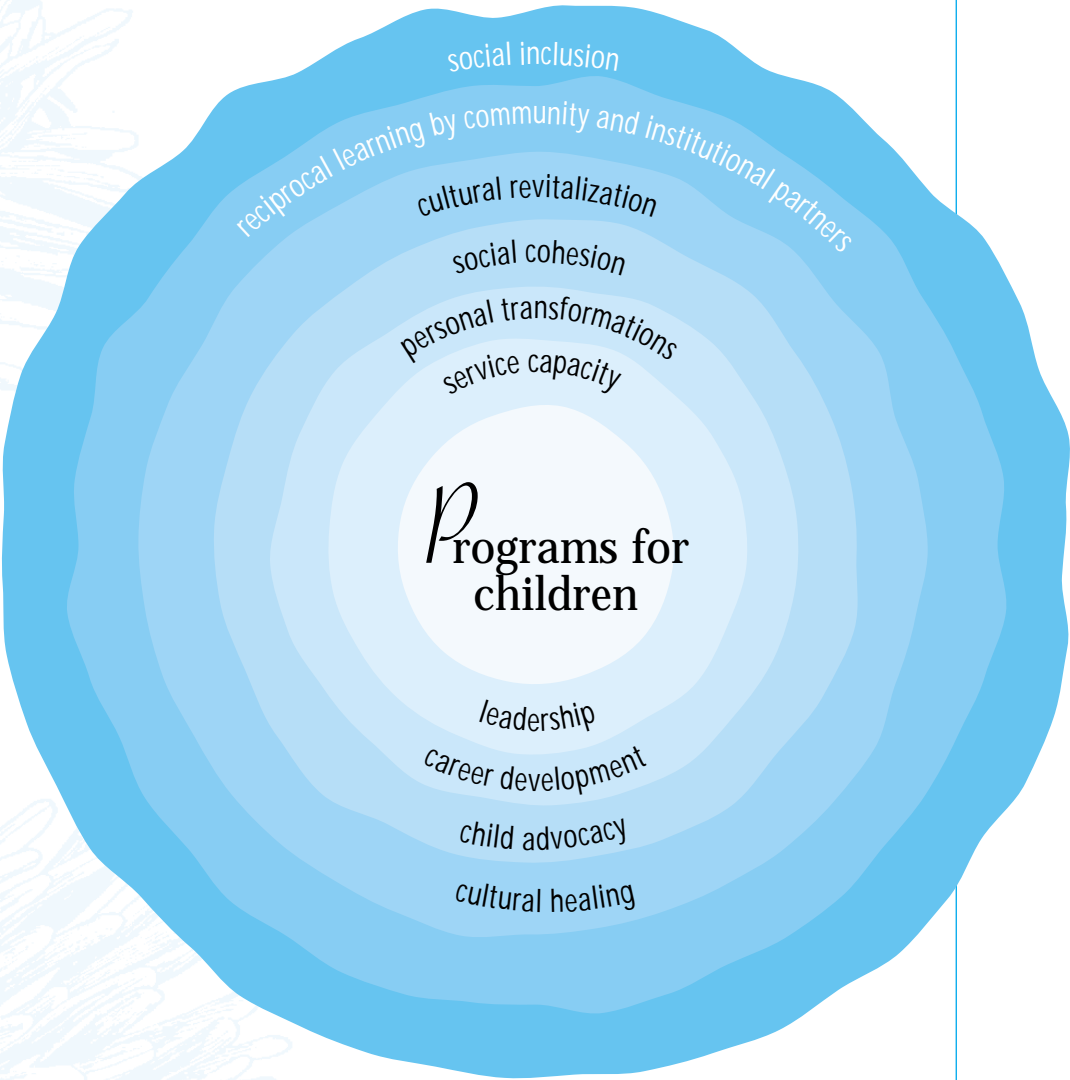 social inclusion
reciprocal learning by community and institutional partners
cultural revitalization
social cohesion
personal transformations
service capacity
Programs for
children
leadership
career development
child advocacy
cultural healing